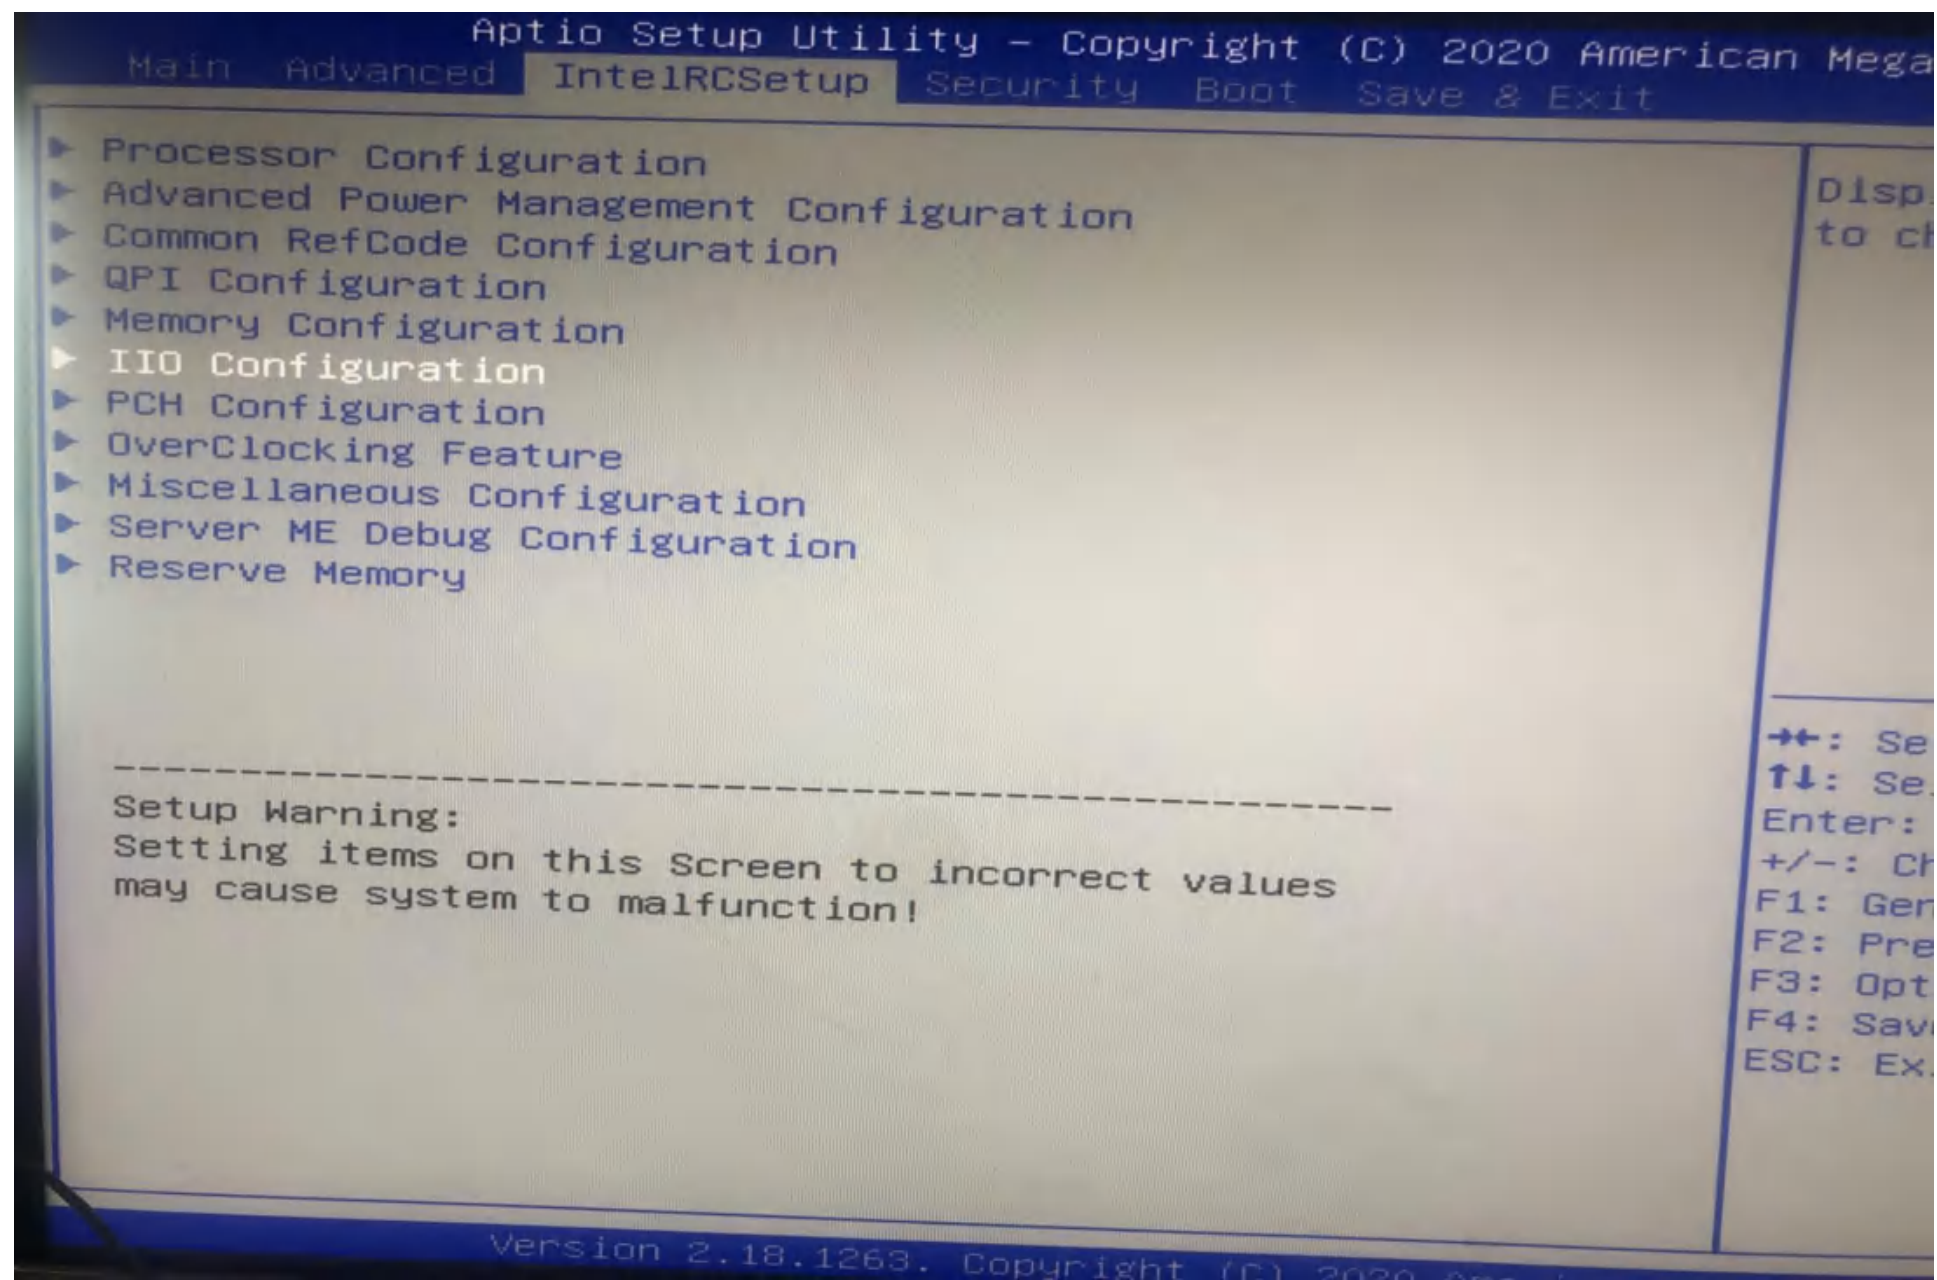 Aptio Setup Utility – Copyright (C) 2020 American Mega
Main Advanced IntelRCSetup Security Boot Save & Exit
▶ Processor Configuration
▶ Advanced Power Management Configuration
▶ Common RefCode Configuration
▶ QPI Configuration
▶ Memory Configuration
▶ IIO Configuration
▶ PCH Configuration
▶ OverClocking Feature
▶ Miscellaneous Configuration
▶ Server ME Debug Configuration
▶ Reserve Memory
Setup Warning:
Setting items on this Screen to incorrect values
may cause system to malfunction!
Disp
to ch
→←: Se
↑↓: Se
Enter:
+/-: Ch
F1: Gen
F2: Pre
F3: Opt
F4: Sav
ESC: Ex
Version 2.18.1263. Copyright (C) 2020